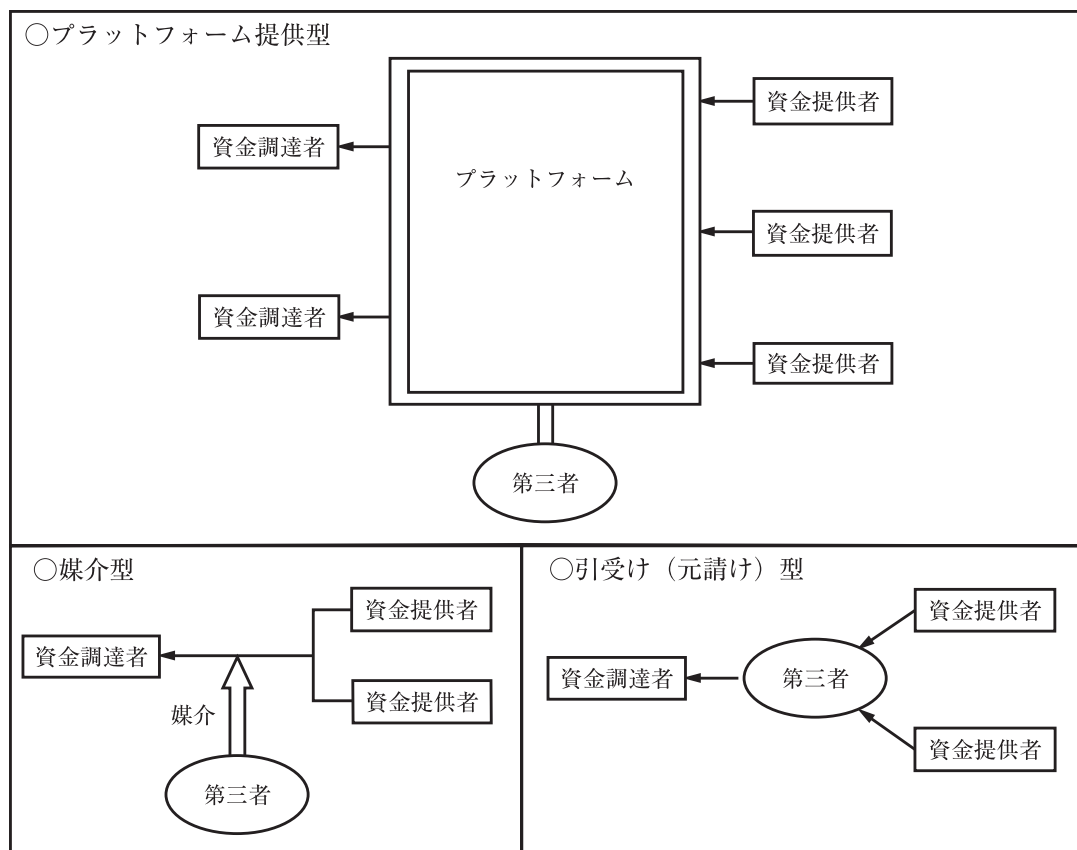 ○プラットフォーム提供型
資金提供者
資金調達者
プラットフォーム
資金提供者
資金調達者
資金提供者
第三者
○媒介型
資金提供者
資金調達者
資金提供者
媒介
第三者
○引受け（元請け）型
資金提供者
資金調達者
第三者
資金提供者